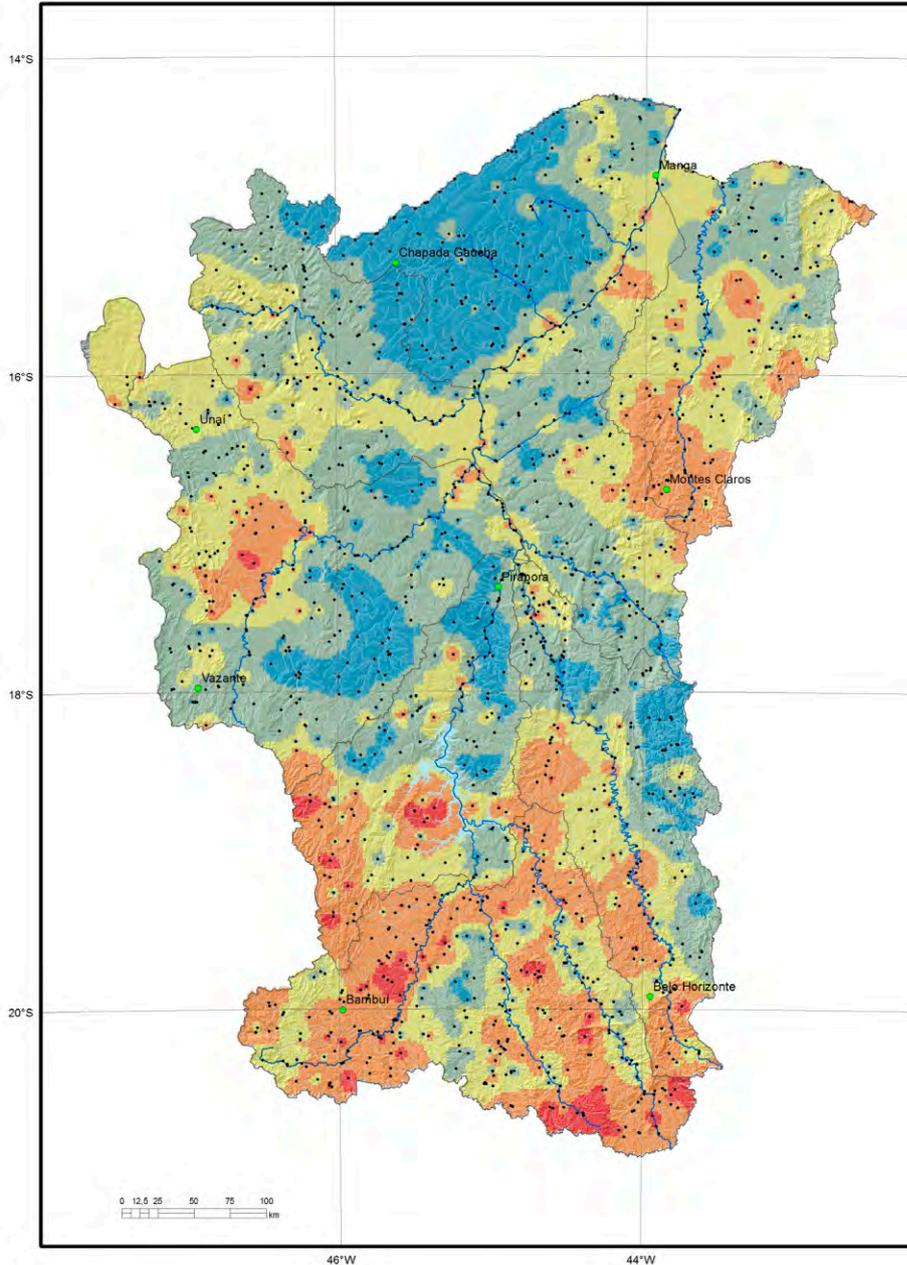 14°S
Manga
Chapada Gaúcha
16°S
Unaí
Montes Claros
Pirapora
Vazante
18°S
Belo Horizonte
Bambuí
20°S
0 12,5 25 50 75 100
km
46°W 44°W